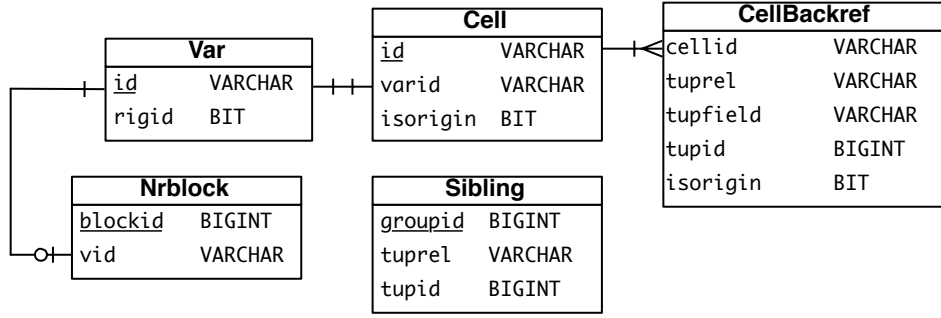 Var
id VARCHAR
rigid BIT
Cell
id VARCHAR
varid VARCHAR
isorigin BIT
CellBackref
cellid VARCHAR
tuprel VARCHAR
tupfield VARCHAR
tupid BIGINT
isorigin BIT
Nrblock
blockid BIGINT
vid VARCHAR
Sibling
groupid BIGINT
tuprel VARCHAR
tupid BIGINT